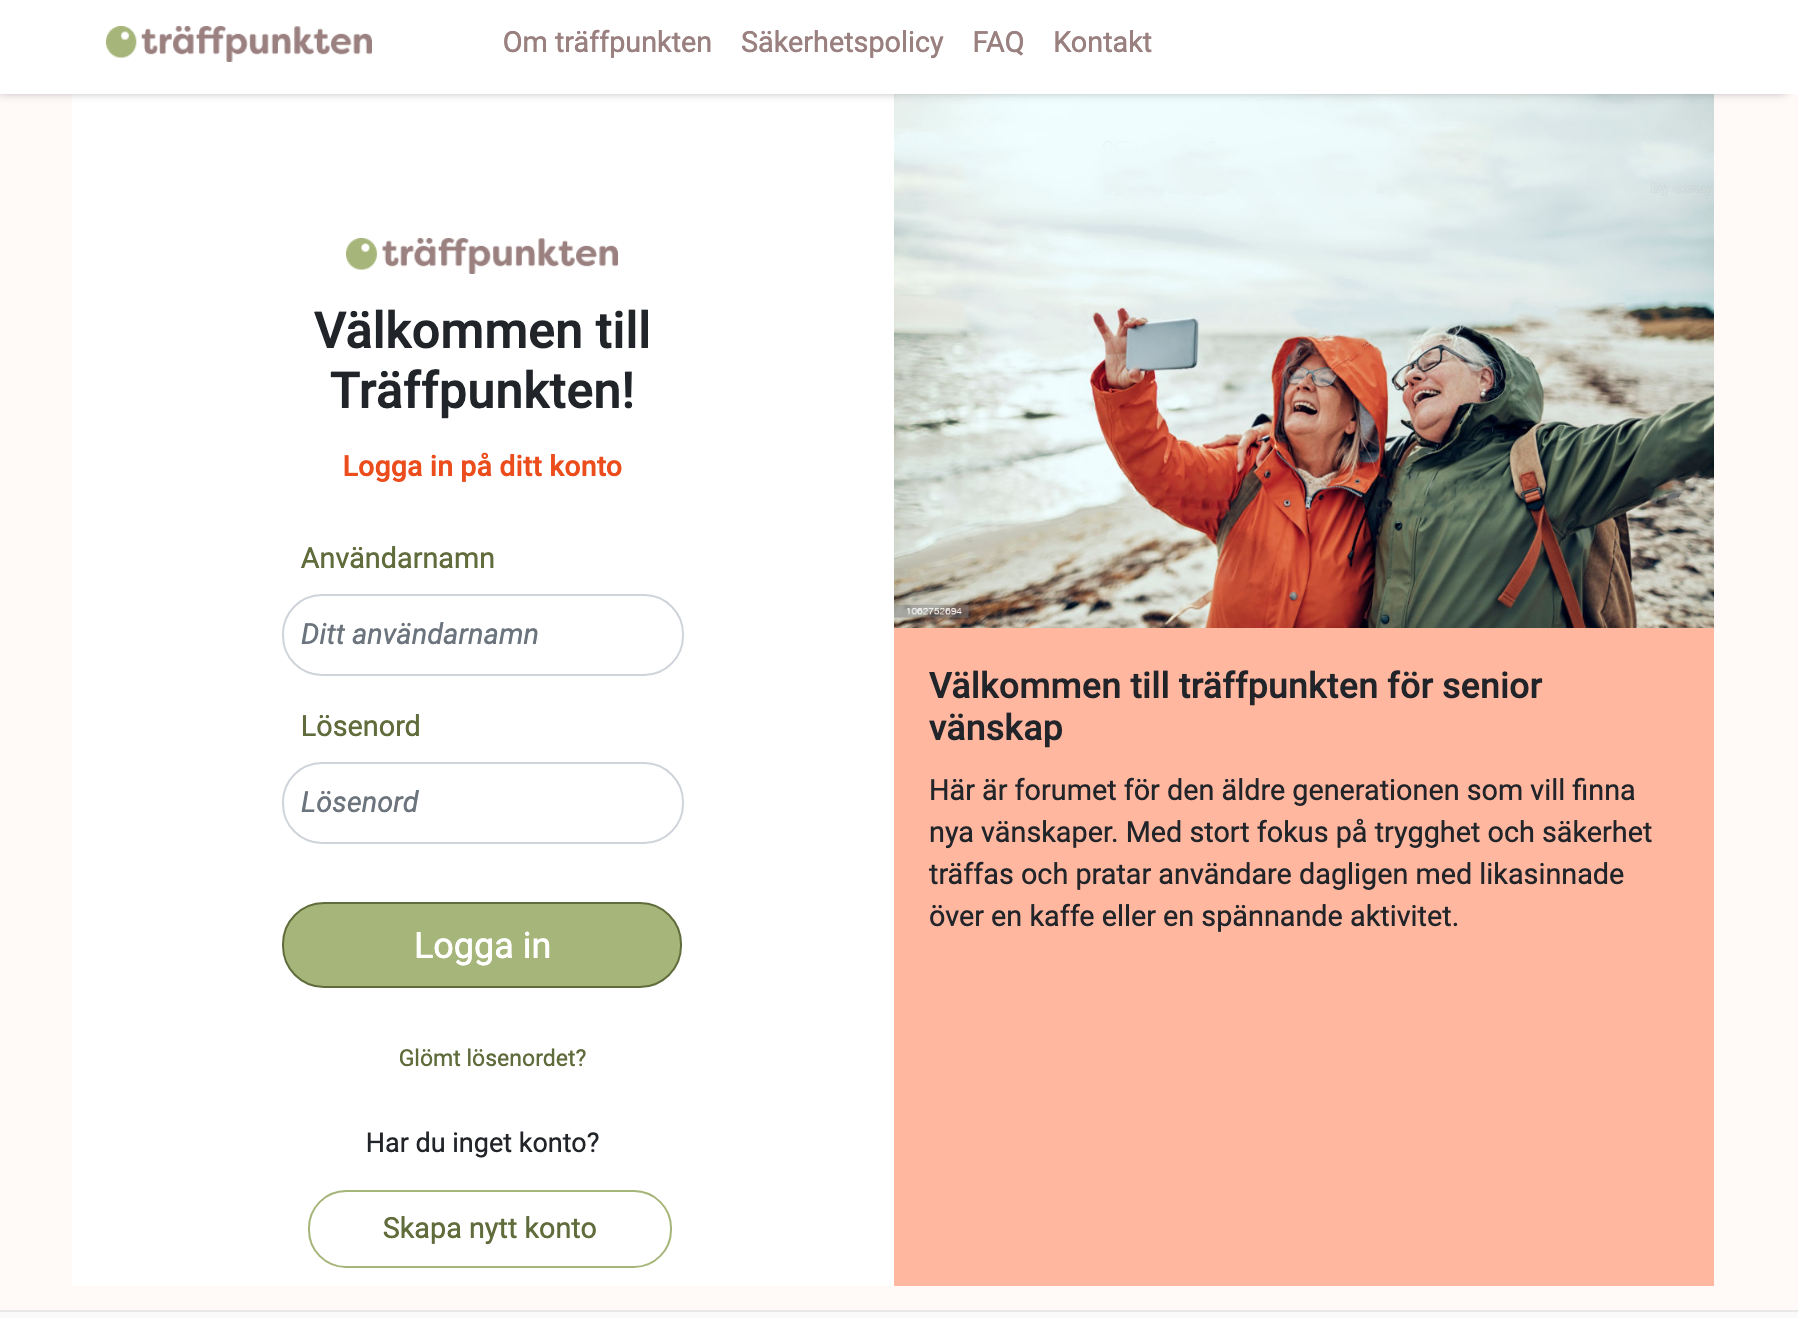 träffpunkten
Om träffpunkten Säkerhetspolicy FAQ Kontakt
träffpunkten
Välkommen till
Träffpunkten!
Logga in på ditt konto
Användarnamn
Ditt användarnamn
Lösenord
Lösenord
Logga in
Glömt lösenordet?
Har du inget konto?
Skapa nytt konto
1062752694
Välkommen till träffpunkten för senior
vänskap
Här är forumet för den äldre generationen som vill finna
nya vänskaper. Med stort fokus på trygghet och säkerhet
träffas och pratar användare dagligen med likasinnade
över en kaffe eller en spännande aktivitet.